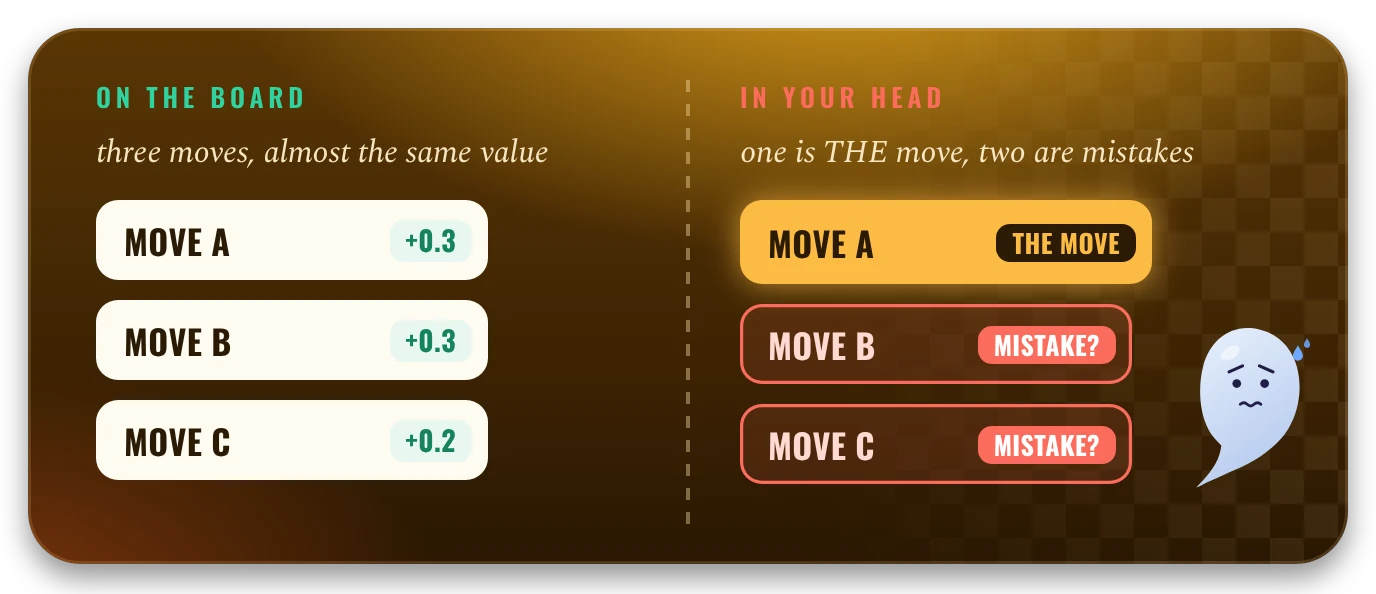 ON THE BOARD
three moves, almost the same value
MOVE A +0.3
MOVE B +0.3
MOVE C +0.2
IN YOUR HEAD
one is THE move, two are mistakes
MOVE A THE MOVE
MOVE B MISTAKE?
MOVE C MISTAKE?